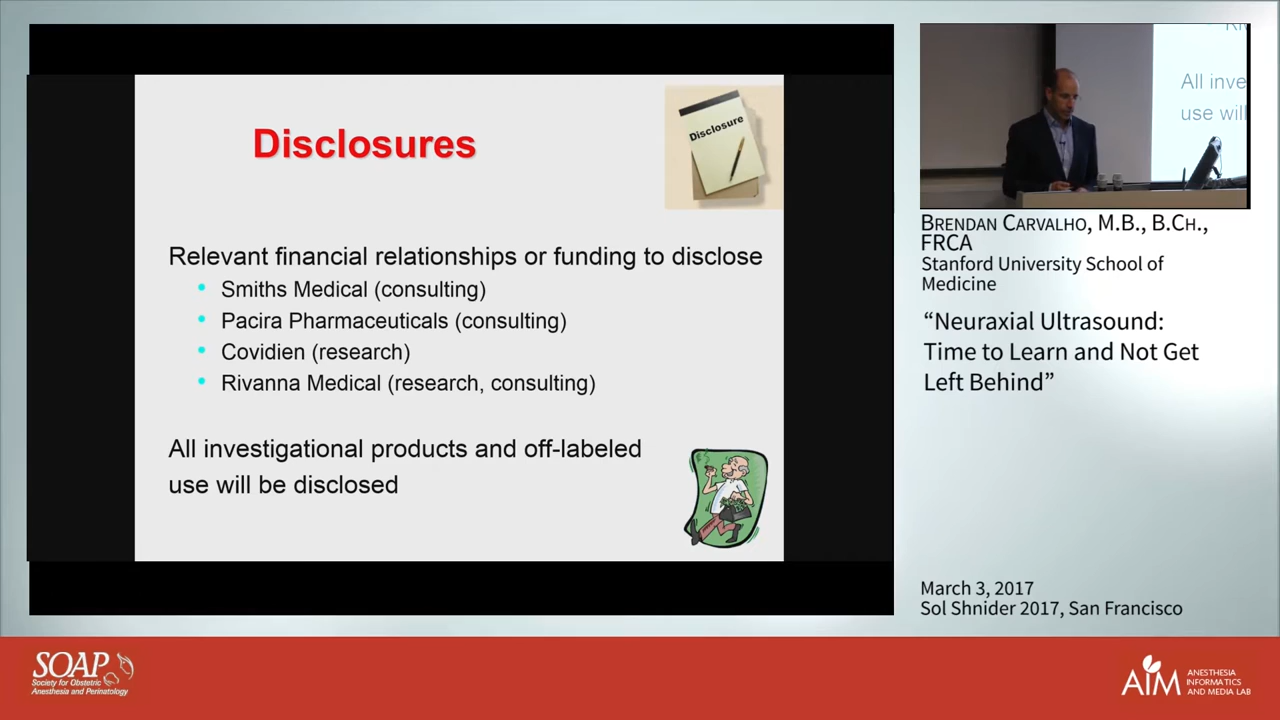 Disclosures
Disclosure
Relevant financial relationships or funding to disclose
Smiths Medical (consulting)
Pacira Pharmaceuticals (consulting)
Covidien (research)
Rivanna Medical (research, consulting)
All investigational products and off-labeled
use will be disclosed
All inve
use will
BRENDAN CARVALHO, M.B., B.CH.,
FRCA
Stanford University School of
Medicine
“Neuraxial Ultrasound:
Time to Learn and Not Get
Left Behind”
March 3, 2017
Sol Shnider 2017, San Francisco
SOAP
Society for Obstetric
Anesthesia and Perinatology
AIM
ANESTHESIA
INFORMATICS
AND MEDIA LAB